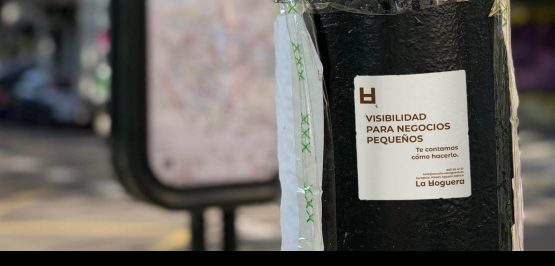 VISIBILIDAD
PARA NEGOCIOS
PEQUEÑOS
Te contamos
cómo hacerlo.
La Hoguera